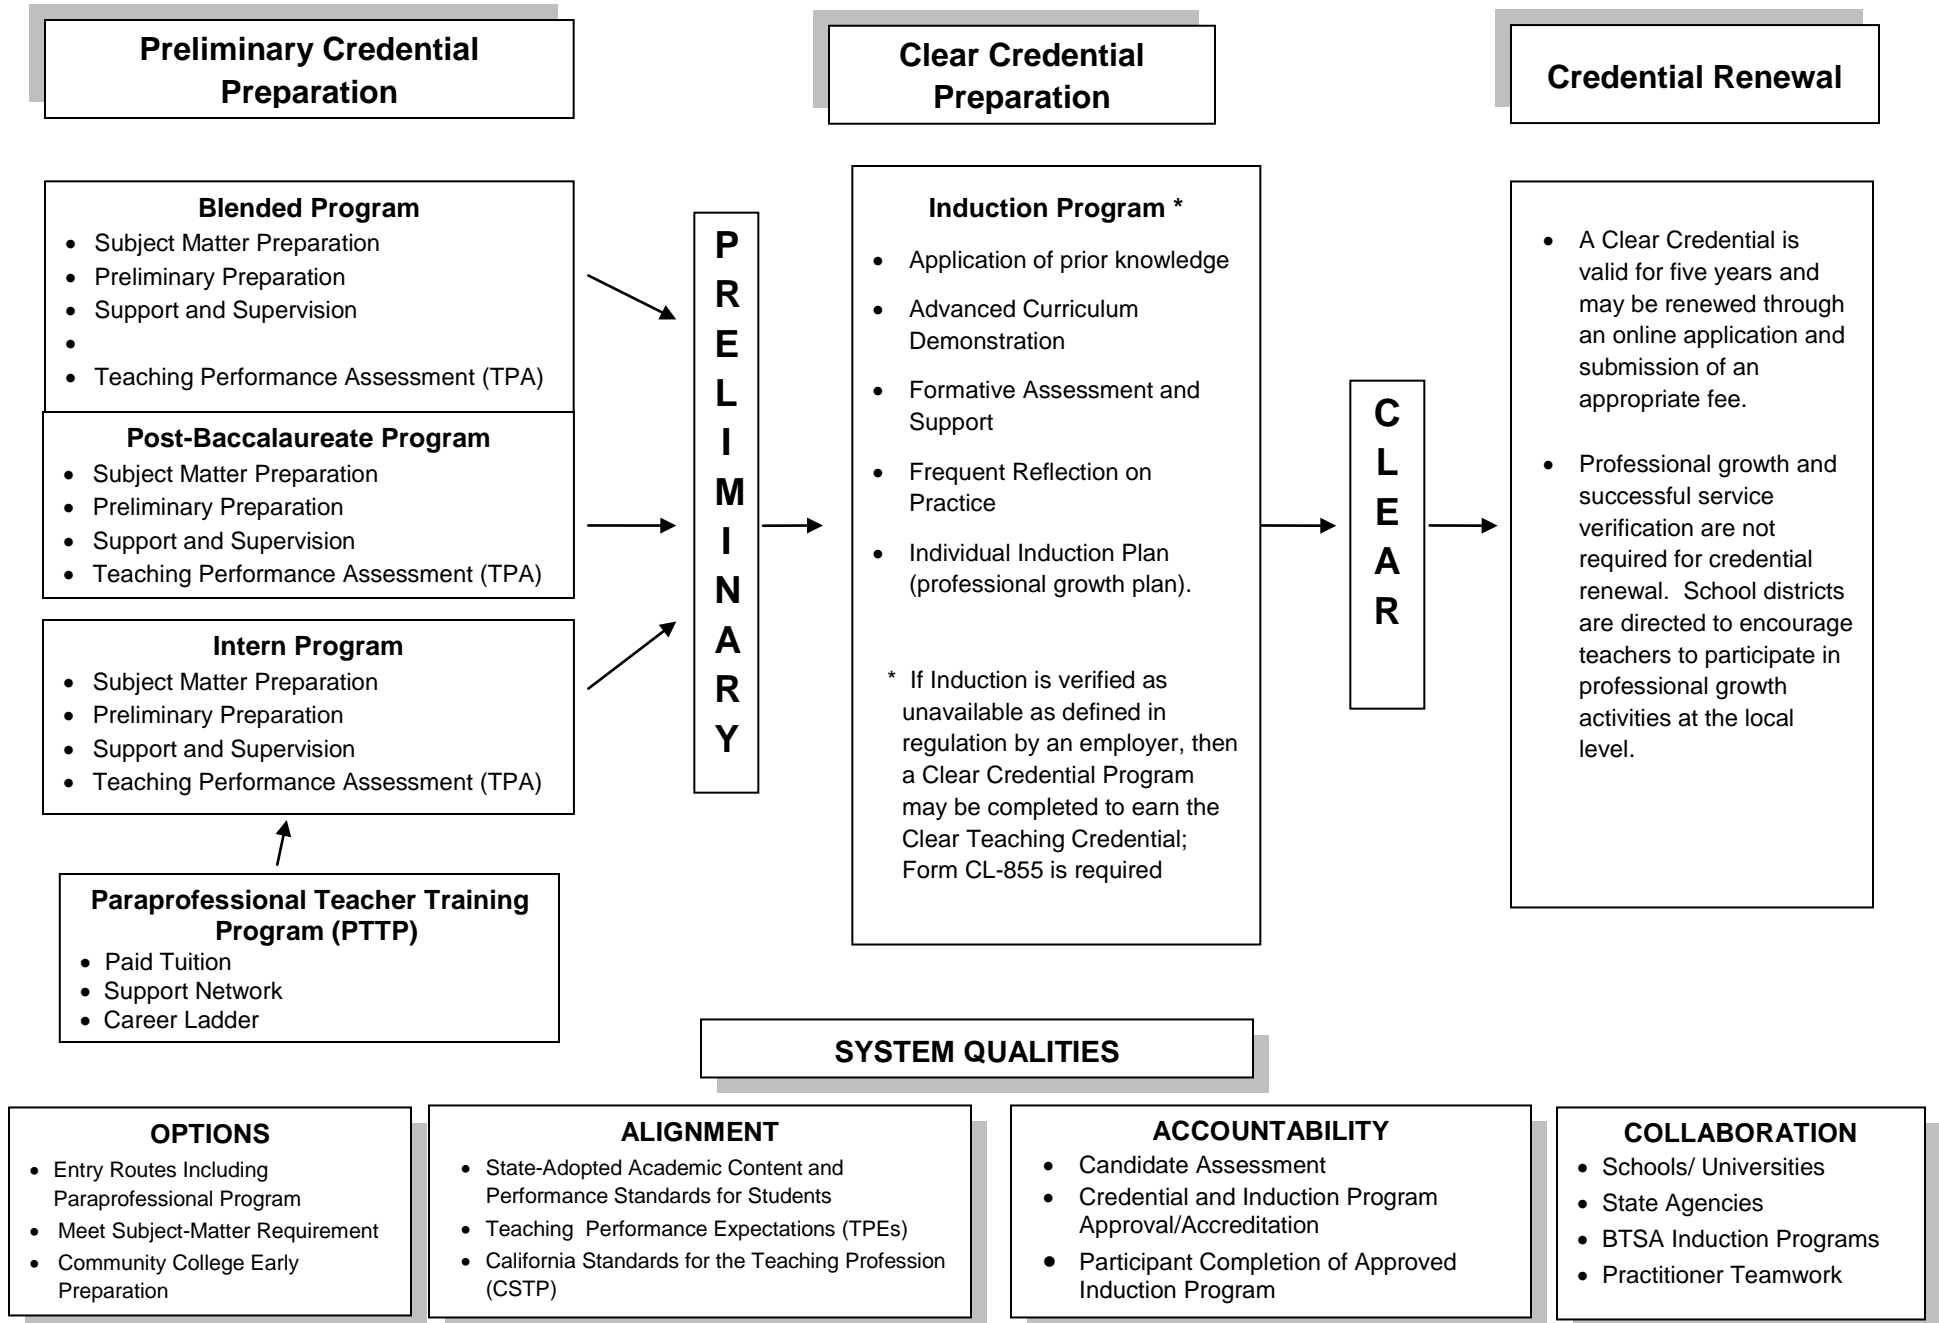 Preliminary Credential
Preparation
Clear Credential
Preparation
Credential Renewal
Blended Program
• Subject Matter Preparation
• Preliminary Preparation
• Support and Supervision
•
• Teaching Performance Assessment (TPA)
Post-Baccalaureate Program
• Subject Matter Preparation
• Preliminary Preparation
• Support and Supervision
• Teaching Performance Assessment (TPA)
Intern Program
• Subject Matter Preparation
• Preliminary Preparation
• Support and Supervision
• Teaching Performance Assessment (TPA)
Paraprofessional Teacher Training
Program (PTTP)
• Paid Tuition
• Support Network
• Career Ladder
P
R
E
L
I
M
I
N
A
R
Y
Induction Program *
• Application of prior knowledge
• Advanced Curriculum
Demonstration
• Formative Assessment and
Support
• Frequent Reflection on
Practice
• Individual Induction Plan
(professional growth plan).
* If Induction is verified as
unavailable as defined in
regulation by an employer, then
a Clear Credential Program
may be completed to earn the
Clear Teaching Credential;
Form CL-855 is required
C
L
E
A
R
• A Clear Credential is
valid for five years and
may be renewed through
an online application and
submission of an
appropriate fee.
• Professional growth and
successful service
verification are not
required for credential
renewal.  School districts
are directed to encourage
teachers to participate in
professional growth
activities at the local
level.
SYSTEM QUALITIES
OPTIONS
• Entry Routes Including
Paraprofessional Program
• Meet Subject-Matter Requirement
• Community College Early
Preparation
ALIGNMENT
• State-Adopted Academic Content and
Performance Standards for Students
• Teaching  Performance Expectations (TPEs)
• California Standards for the Teaching Profession
(CSTP)
ACCOUNTABILITY
• Candidate Assessment
• Credential and Induction Program
Approval/Accreditation
• Participant Completion of Approved
Induction Program
COLLABORATION
• Schools/ Universities
• State Agencies
• BTSA Induction Programs
• Practitioner Teamwork